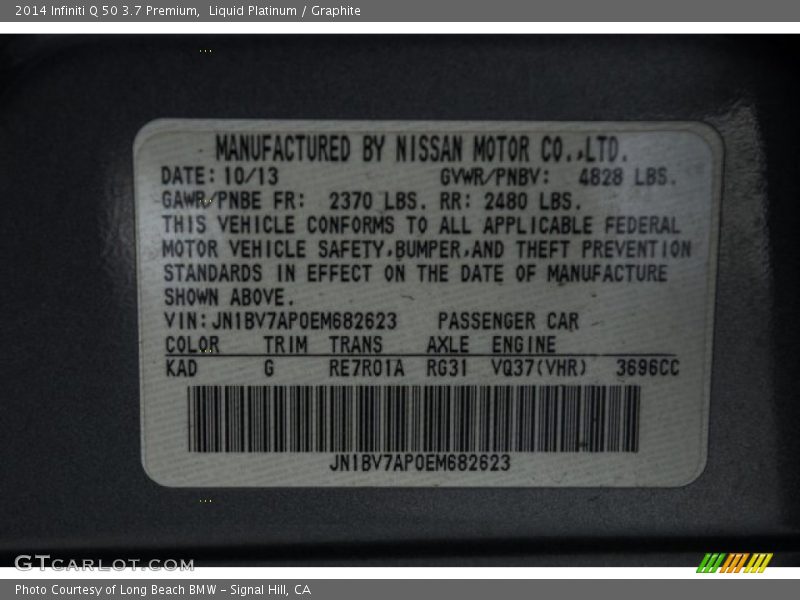 2014 Infiniti Q 50 3.7 Premium,  Liquid Platinum / Graphite
MANUFACTURED BY NISSAN MOTOR CO.,LTD.
DATE: 10/13 GVWR/PNBV: 4828 LBS.
GAWR/PNBE FR: 2370 LBS. RR: 2480 LBS.
THIS VEHICLE CONFORMS TO ALL APPLICABLE FEDERAL
MOTOR VEHICLE SAFETY,BUMPER,AND THEFT PREVENTION
STANDARDS IN EFFECT ON THE DATE OF MANUFACTURE
SHOWN ABOVE.
VIN:JN1BV7AP0EM682623 PASSENGER CAR
COLOR TRIM TRANS AXLE ENGINE
KAD G RE7R01A RG31 VQ37(VHR) 3696CC
JN1BV7AP0EM682623
GTCARLOT.COM
Photo Courtesy of Long Beach BMW – Signal Hill, CA